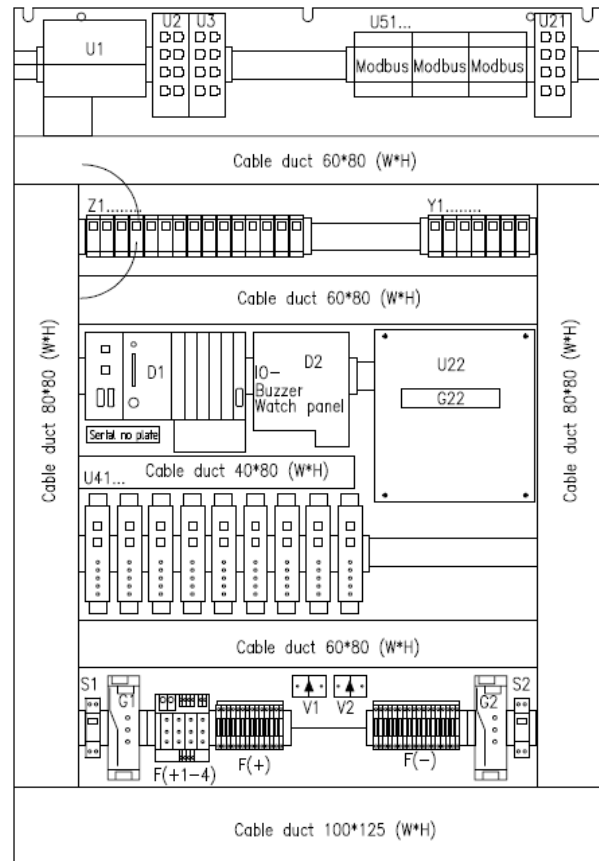 U1
U2 U3
U51...
U21
Modbus Modbus Modbus
Cable duct 60*80 (W*H)
Z1........
Y1.......
Cable duct 60*80 (W*H)
Cable duct 80*80 (W*H)
Cable duct 80*80 (W*H)
D1
D2
IO-
Buzzer
Watch panel
U22
G22
Serial no plate
Cable duct 40*80 (W*H)
U41...
Cable duct 60*80 (W*H)
S1
G1
V1
V2
G2
S2
F(+1-4)
F(+)
F(-)
Cable duct 100*125 (W*H)